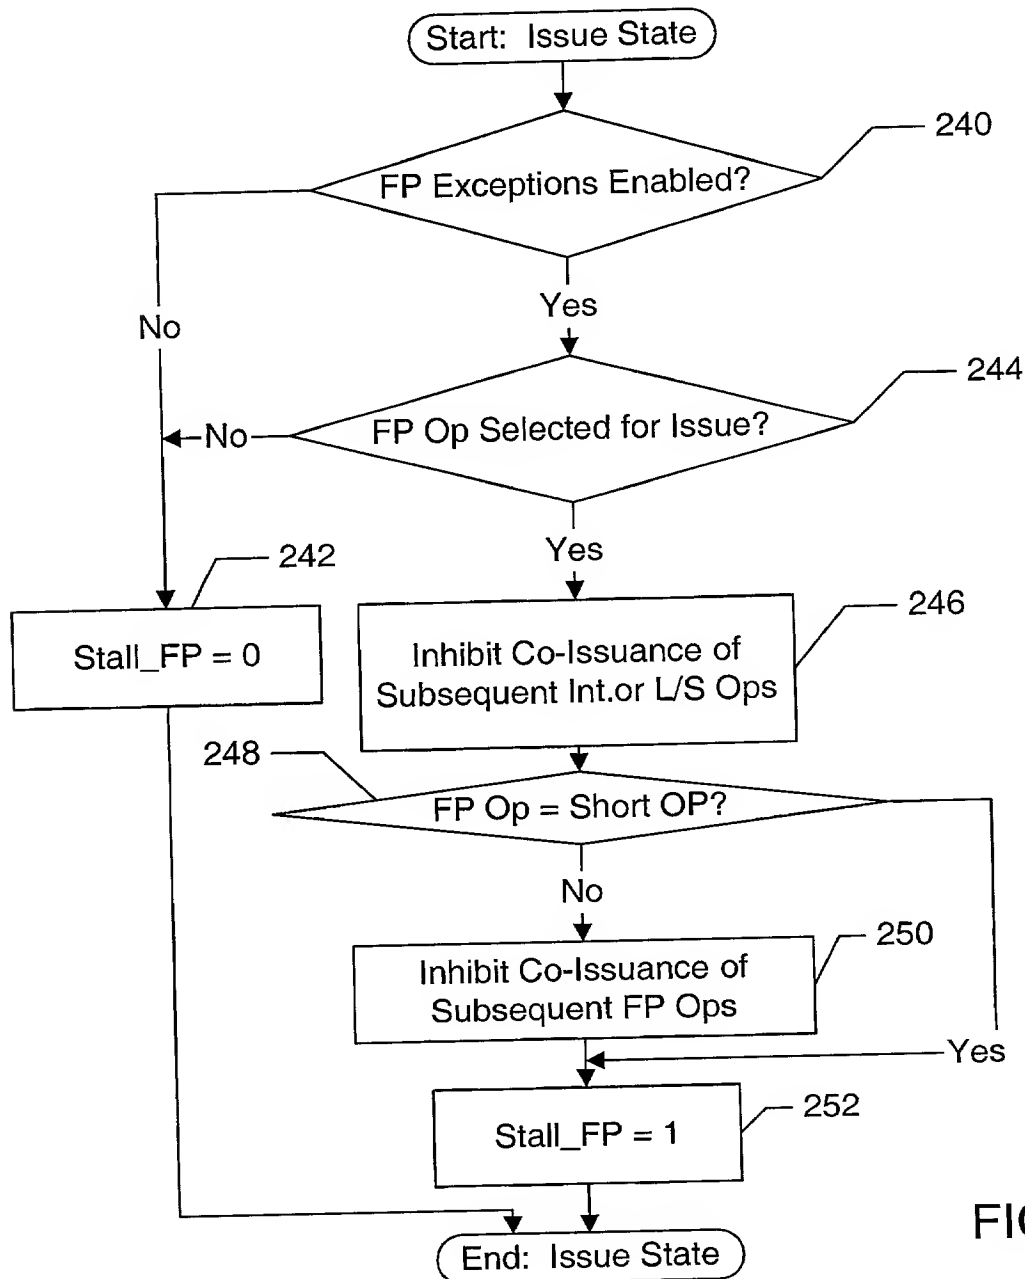 Start: Issue State
240
FP Exceptions Enabled?
Yes
No
244
FP Op Selected for Issue?
No
Yes
242
246
Stall_FP = 0
Inhibit Co-Issuance of
Subsequent Int.or L/S Ops
248
FP Op = Short OP?
No
250
Inhibit Co-Issuance of
Subsequent FP Ops
Yes
252
Stall_FP = 1
FIG
End: Issue State